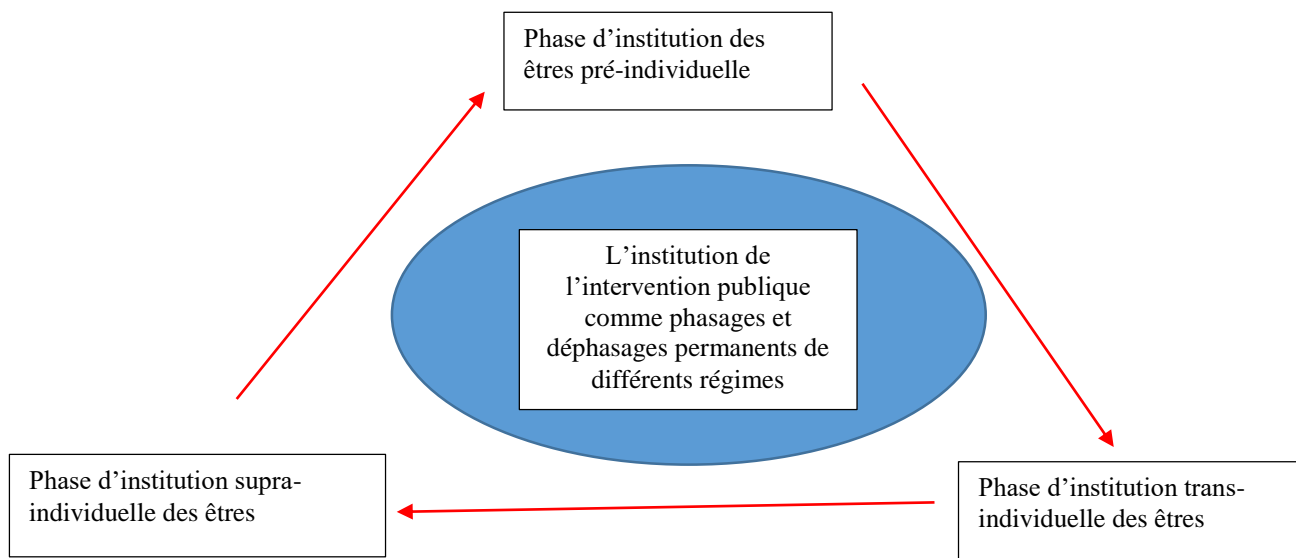 Phase d’institution des
êtres pré-individuelle
L’institution de
l’intervention publique
comme phasages et
déphasages permanents de
différents régimes
Phase d’institution supra-
individuelle des êtres
Phase d’institution trans-
individuelle des êtres